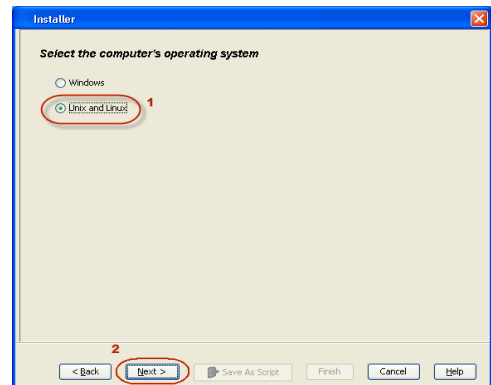 Installer
Select the computer's operating system
Windows
Unix and Linux
1
2
< Back
Next >
Save As Script
Finish
Cancel
Help